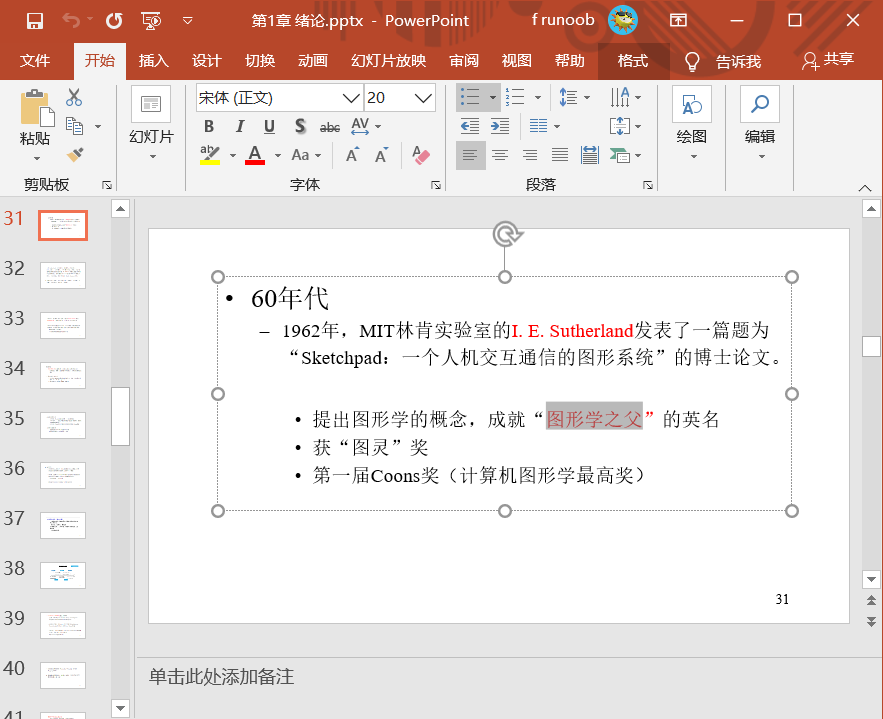 第1章 绪论.pptx - PowerPoint
f runoob
文件 开始 插入 设计 切换 动画 幻灯片放映 审阅 视图 帮助 格式 告诉我 共享
宋体 (正文) 20
粘贴 幻灯片 绘图 编辑
B I U S abc AV
aby A Aa A A
剪贴板 字体 段落
31
32
33
34
35
36
37
38
39
40
41
• 60年代
– 1962年，MIT林肯实验室的I. E. Sutherland发表了一篇题为
“Sketchpad：一个人机交互通信的图形系统”的博士论文。
• 提出图形学的概念，成就“图形学之父”的英名
• 获“图灵”奖
• 第一届Coons奖（计算机图形学最高奖）
31
单击此处添加备注